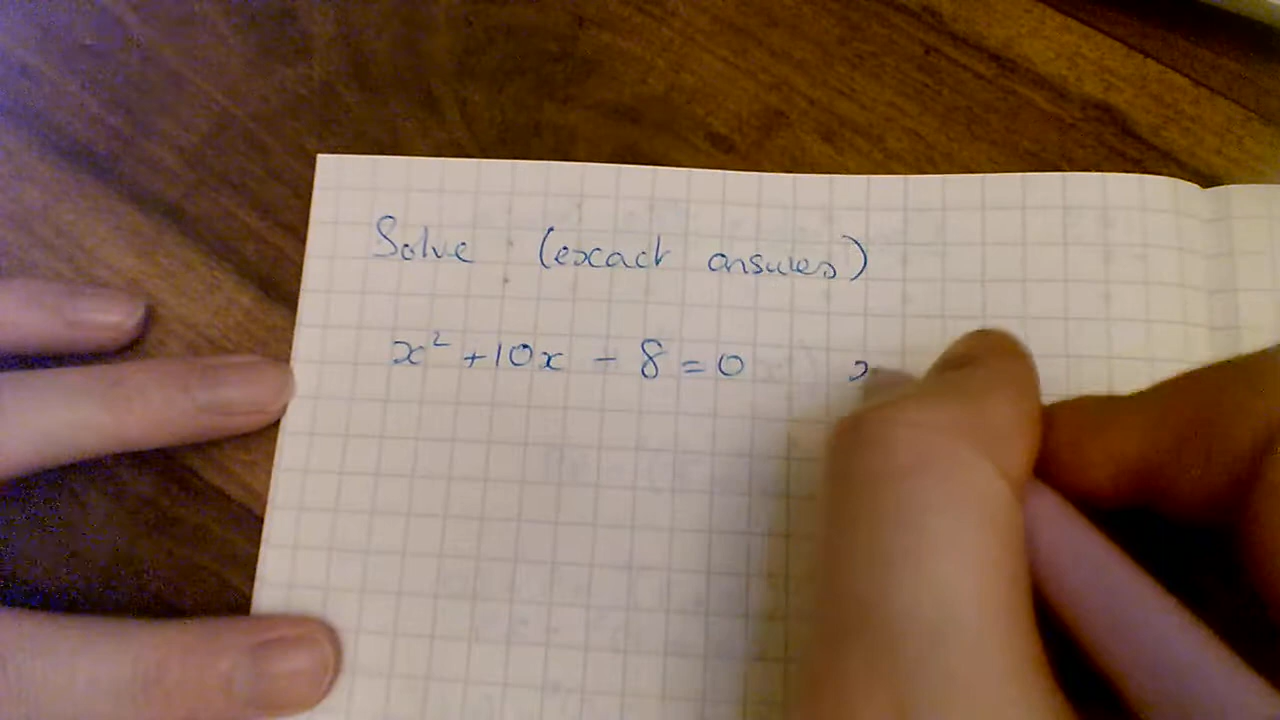 Solve (exact answers)
x² + 10x - 8 = 0